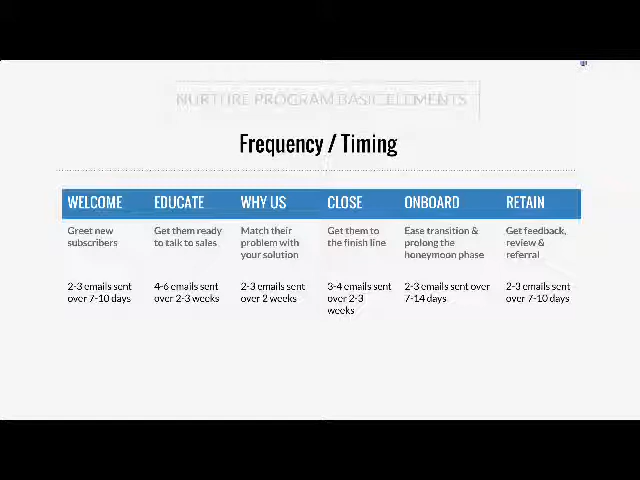 NURTURE PROGRAM BASIC ELEMENTS
Frequency / Timing
WELCOME EDUCATE WHY US CLOSE ONBOARD RETAIN
Greet new
subscribers
Get them ready
to talk to sales
Match their
problem with
your solution
Get them to
the finish line
Ease transition &
prolong the
honeymoon phase
Get feedback,
review &
referral
2-3 emails sent
over 7-10 days
4-6 emails sent
over 2-3 weeks
2-3 emails sent
over 2 weeks
3-4 emails sent
over 2-3
weeks
2-3 emails sent over
7-14 days
2-3 emails sent
over 7-10 days